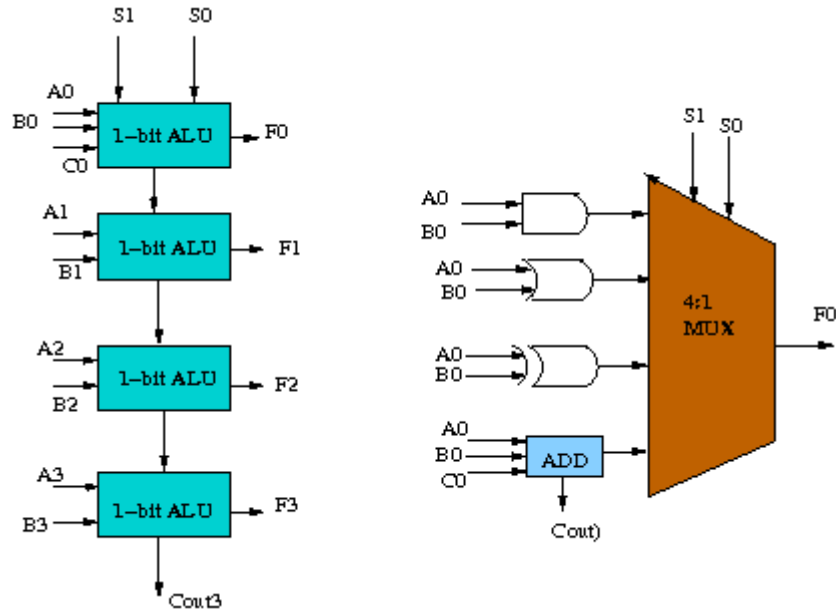 S1
S0
A0
B0
C0
1-bit ALU
F0
A1
B1
1-bit ALU
F1
A2
B2
1-bit ALU
F2
A3
B3
1-bit ALU
F3
Cout3
S1
S0
A0
B0
A0
B0
A0
B0
A0
B0
C0
ADD
Cout)
4:1
MUX
F0